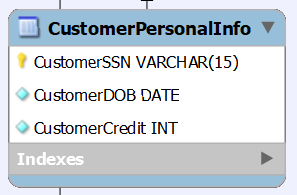 CustomerPersonalInfo
CustomerSSN VARCHAR(15)
CustomerDOB DATE
CustomerCredit INT
Indexes